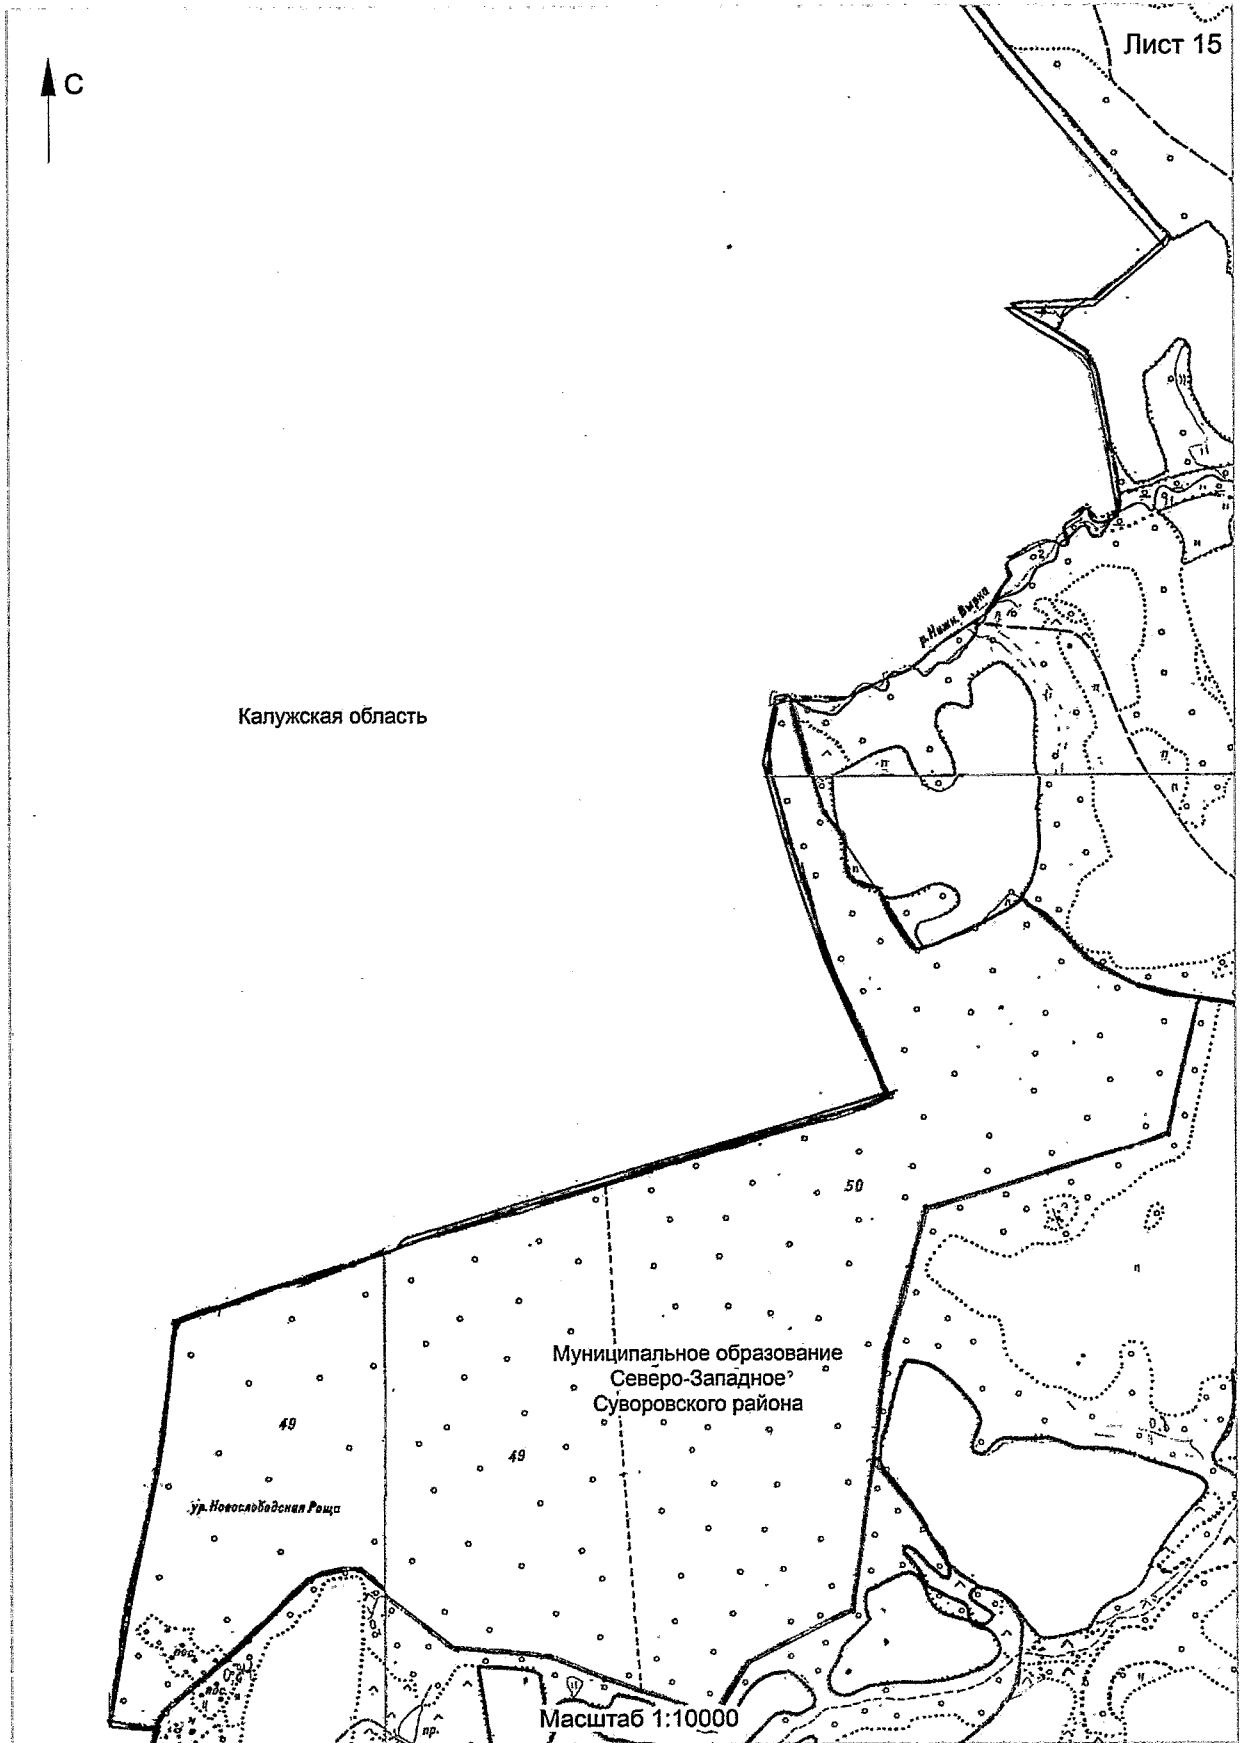 Лист 15
С
р. Нижн. Вырка
Калужская область
50
Муниципальное образование
Северо-Западное
Суворовского района
49
49
ур. Новослободская Роща
пр.
Масштаб 1:10000